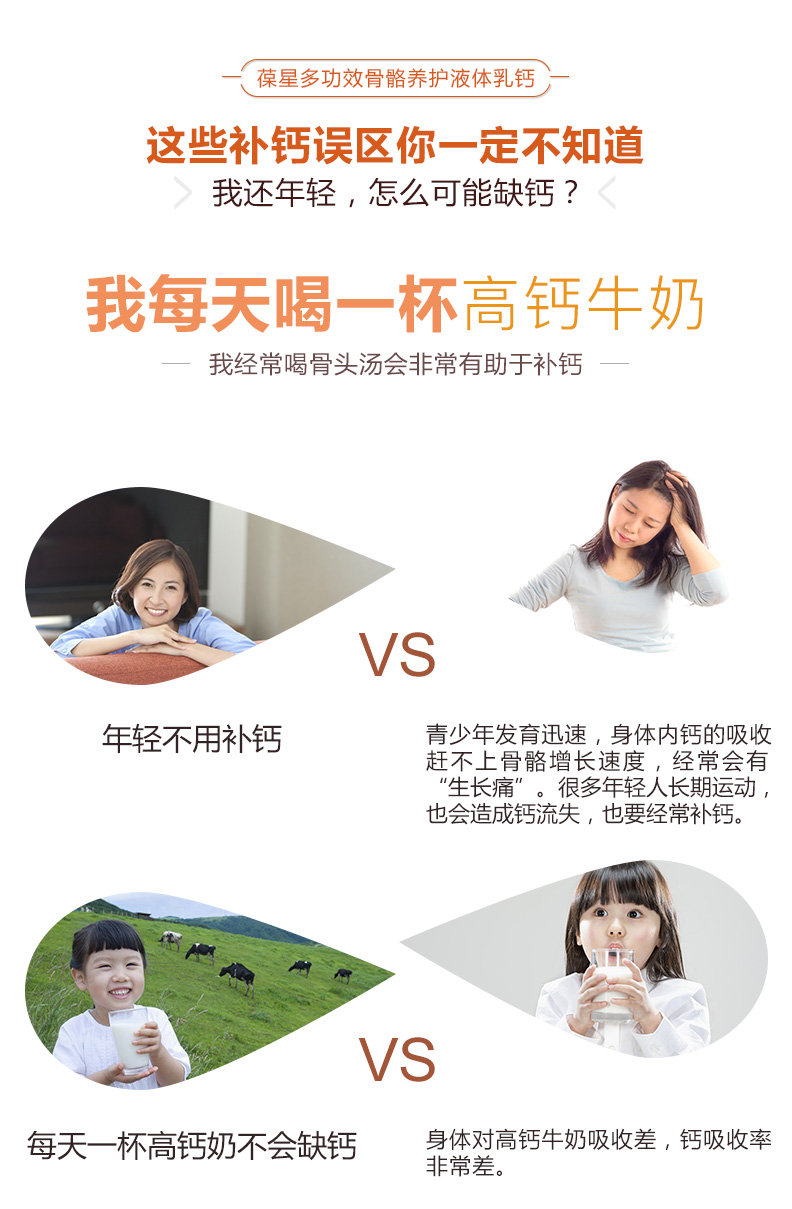 葆星多功效骨骼养护液体乳钙
这些补钙误区你一定不知道
我还年轻，怎么可能缺钙？
我每天喝一杯高钙牛奶
我经常喝骨头汤会非常有助于补钙
VS
年轻不用补钙
青少年发育迅速，身体内钙的吸收
赶不上骨骼增长速度，经常会有
“生长痛”。很多年轻人长期运动，
也会造成钙流失，也要经常补钙。
VS
每天一杯高钙奶不会缺钙
身体对高钙牛奶吸收差，钙吸收率
非常差。